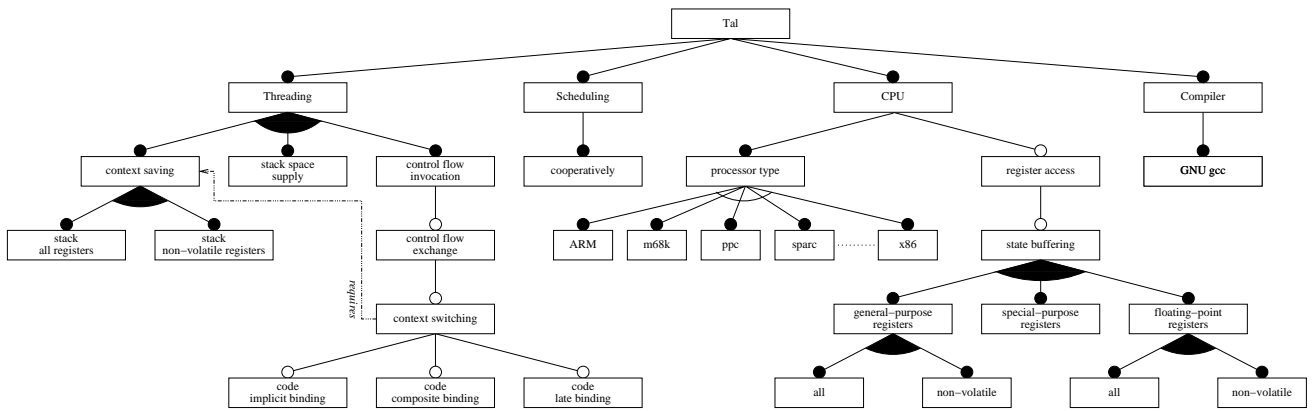 Tal
Threading
Scheduling
CPU
Compiler
context saving
stack space
supply
control flow
invocation
cooperatively
processor type
register access
GNU gcc
stack
all registers
stack
non−volatile registers
control flow
exchange
ARM
m68k
ppc
sparc
x86
state buffering
requires
context switching
general−purpose
registers
special−purpose
registers
floating−point
registers
code
implicit binding
code
composite binding
code
late binding
all
non−volatile
all
non−volatile